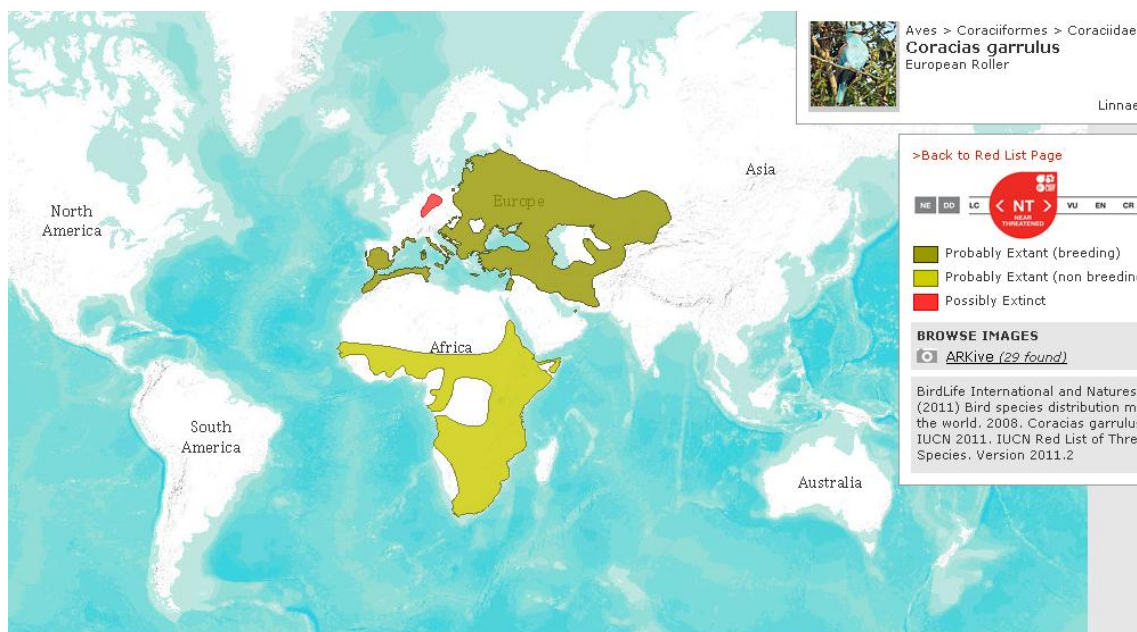 Aves > Coraciiformes > Coraciidae
Coracias garrulus
European Roller
Linnae
>Back to Red List Page
NE DD LC < NT > VU EN CR
NEAR
THREATENED
Probably Extant (breeding)
Probably Extant (non breedin
Possibly Extinct
BROWSE IMAGES
ARKive (29 found)
BirdLife International and Natures
(2011) Bird species distribution m
the world. 2008. Coracias garrulus
IUCN 2011. IUCN Red List of Thre
Species. Version 2011.2
North
America
Europe
Asia
Africa
South
America
Australia